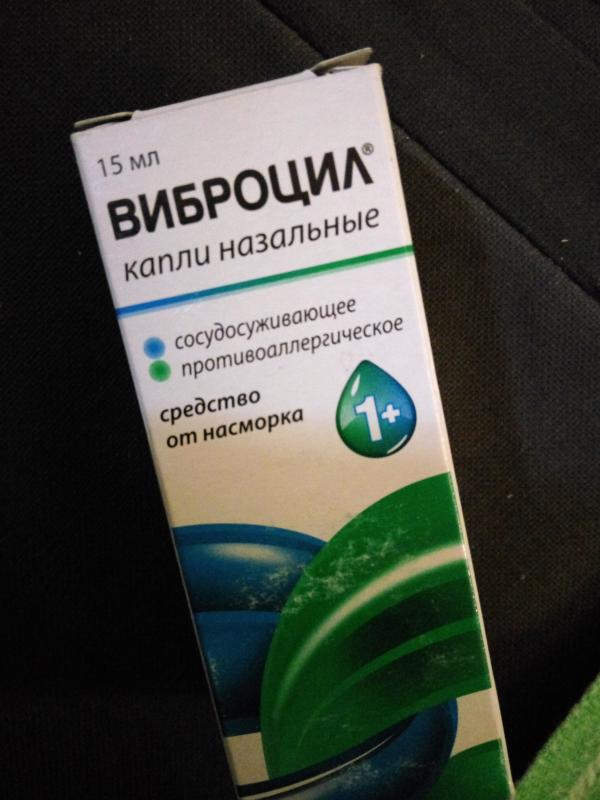 15 мл
ВИБРОЦИЛ®
капли назальные
сосудосуживающее
противоаллергическое
средство
от насморка
1+